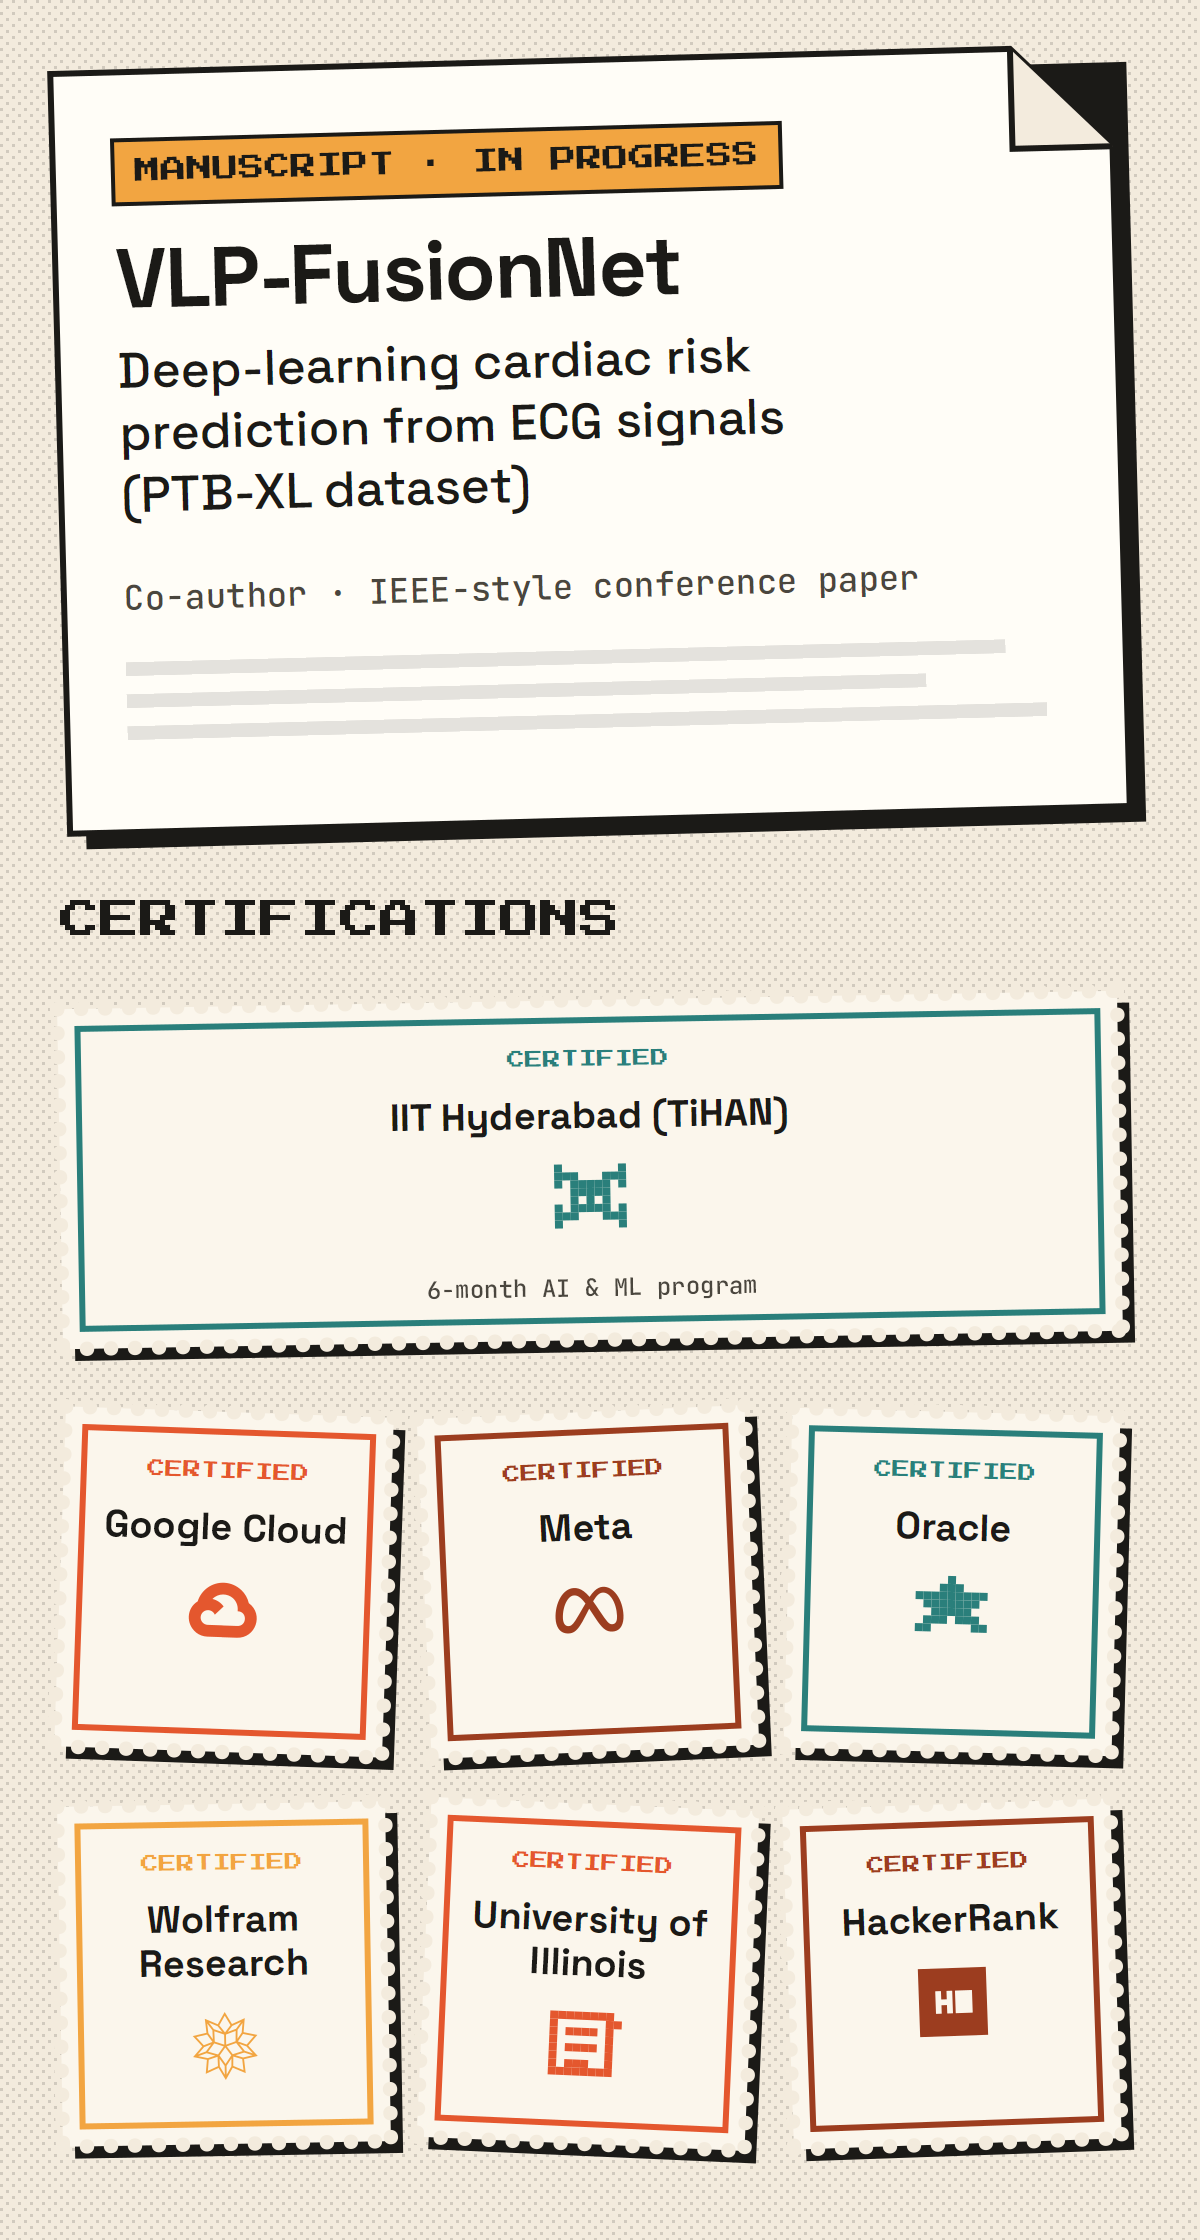 MANUSCRIPT · IN PROGRESS
VLP-FusionNet
Deep-learning cardiac risk
prediction from ECG signals
(PTB-XL dataset)
Co-author · IEEE-style conference paper
CERTIFICATIONS
CERTIFIED
IIT Hyderabad (TiHAN)
6-month AI & ML program
CERTIFIED
Google Cloud
CERTIFIED
Meta
CERTIFIED
Oracle
CERTIFIED
Wolfram
Research
CERTIFIED
University of
Illinois
CERTIFIED
HackerRank
H